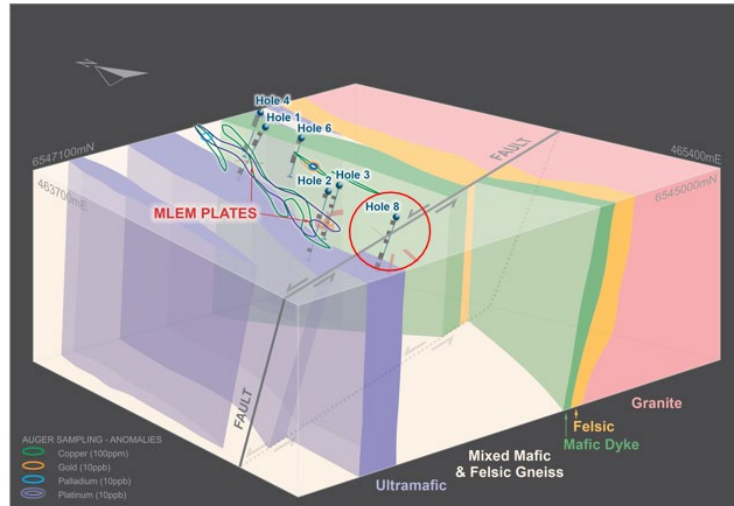 Hole 4
Hole 1
Hole 6
Hole 2
Hole 3
Hole 8
6547100mN
463700mE
465400mE
6545000mN
FAULT
MLEM PLATES
FAULT
Granite
Felsic
Mafic Dyke
Mixed Mafic
& Felsic Gneiss
Ultramafic
AUGER SAMPLING - ANOMALIES
Copper (100ppm)
Gold (10ppb)
Palladium (10ppb)
Platinum (10ppb)